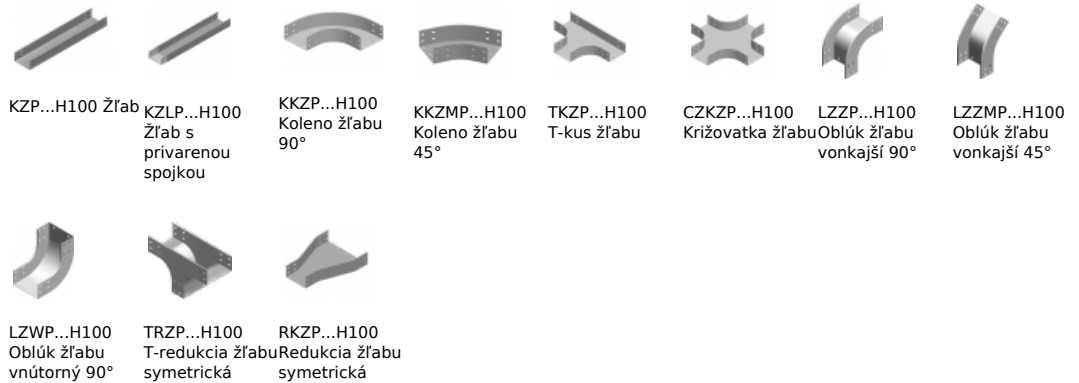 KZP...H100 Žľab
KZLP...H100
Žľab s
privarenou
spojkou
KKZP...H100
Koleno žľabu
90°
KKZMP...H100
Koleno žľabu
45°
TKZP...H100
T-kus žľabu
CZKZP...H100
Križovatka žľabu
LZZP...H100
Oblúk žľabu
vonkajší 90°
LZZMP...H100
Oblúk žľabu
vonkajší 45°
LZWP...H100
Oblúk žľabu
vnútorný 90°
TRZP...H100
T-redukcia žľabu
symetrická
RKZP...H100
Redukcia žľabu
symetrická